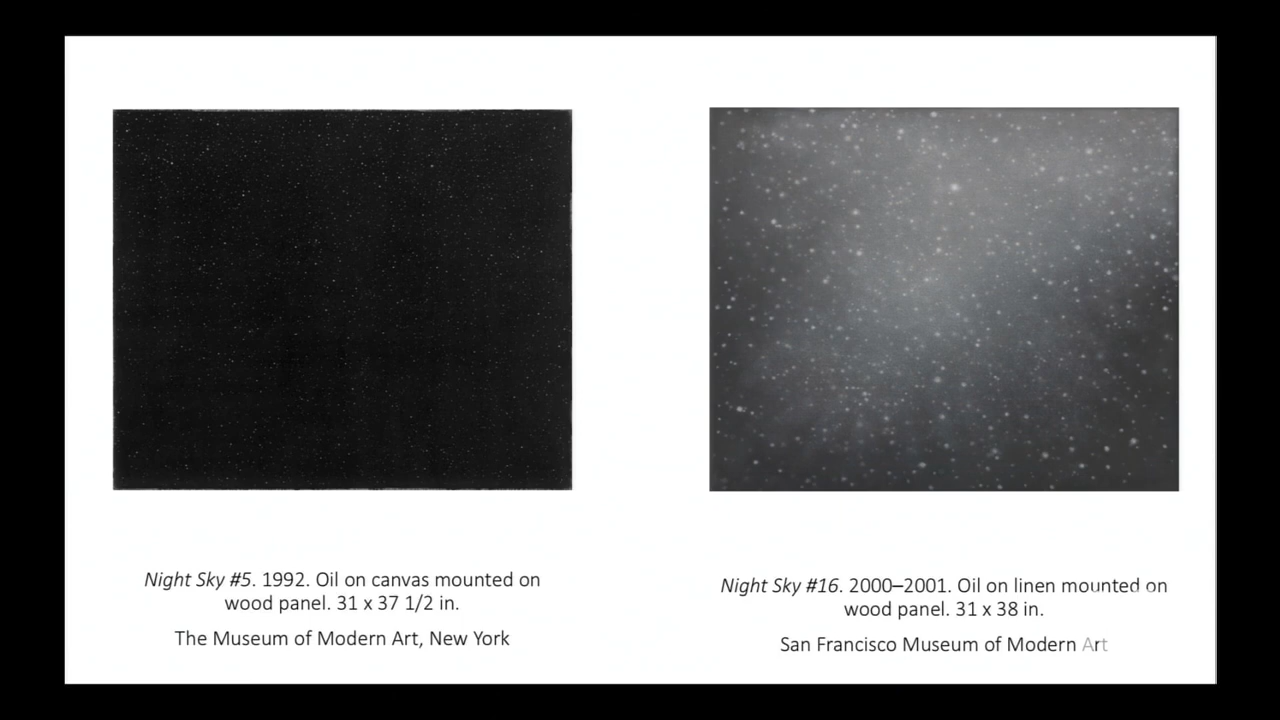 Night Sky #5. 1992. Oil on canvas mounted on
wood panel. 31 x 37 1/2 in.
The Museum of Modern Art, New York
Night Sky #16. 2000–2001. Oil on linen mounted on
wood panel. 31 x 38 in.
San Francisco Museum of Modern Art